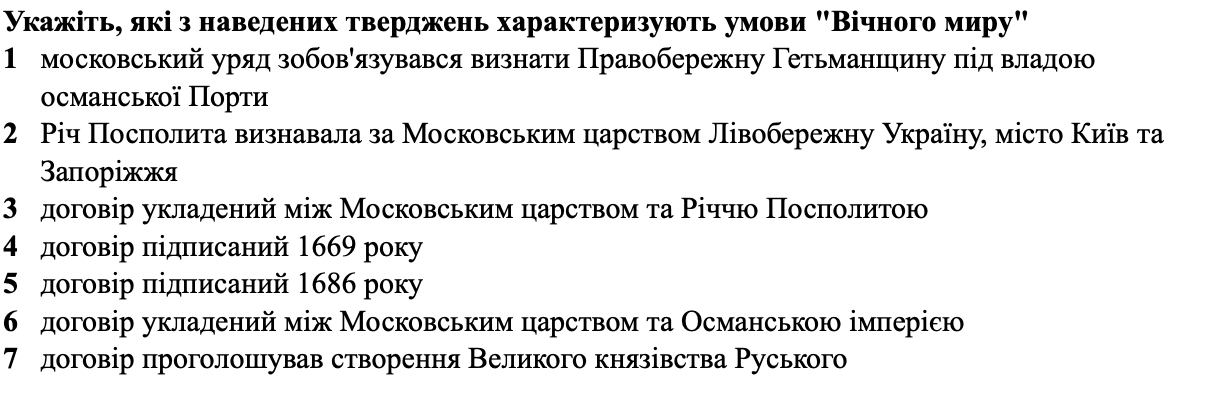 Укажіть, які з наведених тверджень характеризують умови "Вічного миру"
1 московський уряд зобов'язувався визнати Правобережну Гетьманщину під владою
османської Порти
2 Річ Посполита визнавала за Московським царством Лівобережну Україну, місто Київ та
Запоріжжя
3 договір укладений між Московським царством та Річчю Посполитою
4 договір підписаний 1669 року
5 договір підписаний 1686 року
6 договір укладений між Московським царством та Османською імперією
7 договір проголошував створення Великого князівства Руського